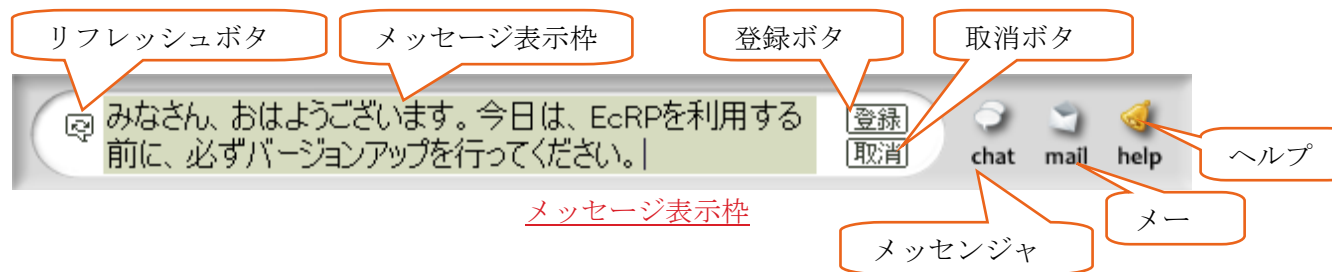 リフレッシュボタ
メッセージ表示枠
登録ボタ
取消ボタ
みなさん、おはようございます。今日は、EcRPを利用する
前に、必ずバージョンアップを行ってください。
登録
取消
chat
mail
help
ヘルプ
メッセージ表示枠
メー
メッセンジャ